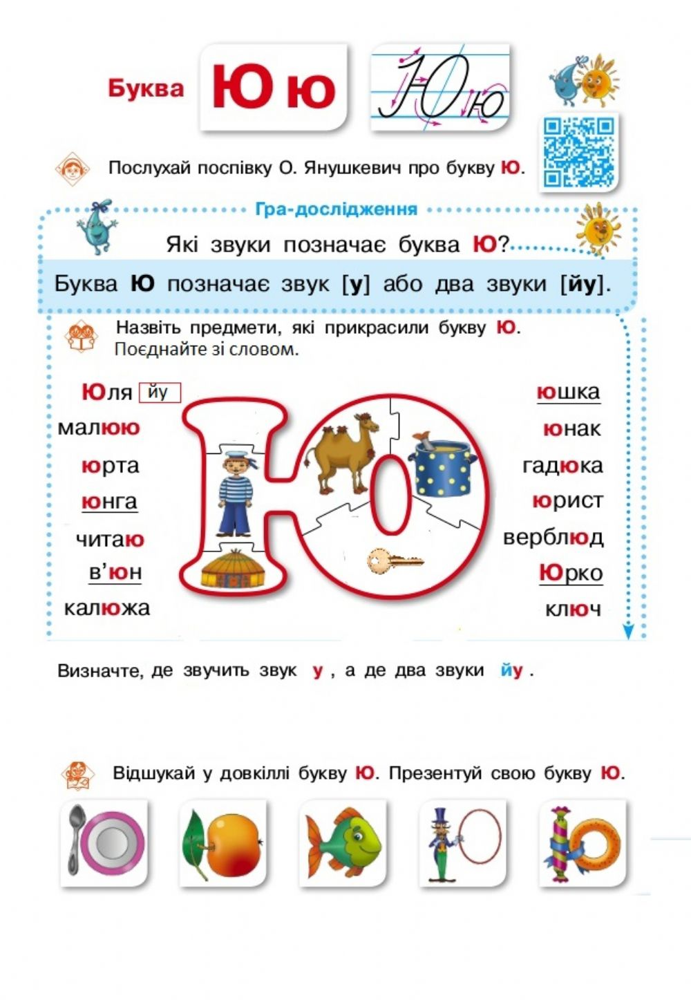 Буква Ю ю Ю ю
Послухай поспівку О. Янушкевич про букву Ю.
Гра-дослідження
Які звуки позначає буква Ю?
Буква Ю позначає звук [у] або два звуки [йу].
Назвіть предмети, які прикрасили букву Ю.
Поєднайте зі словом.
Юля йу
малюю
юрта
юнга
читаю
в’юн
калюжа
юшка
юнак
гадюка
юрист
верблюд
Юрко
ключ
Визначте, де звучить звук у , а де два звуки йу .
Відшукай у довкіллі букву Ю. Презентуй свою букву Ю.